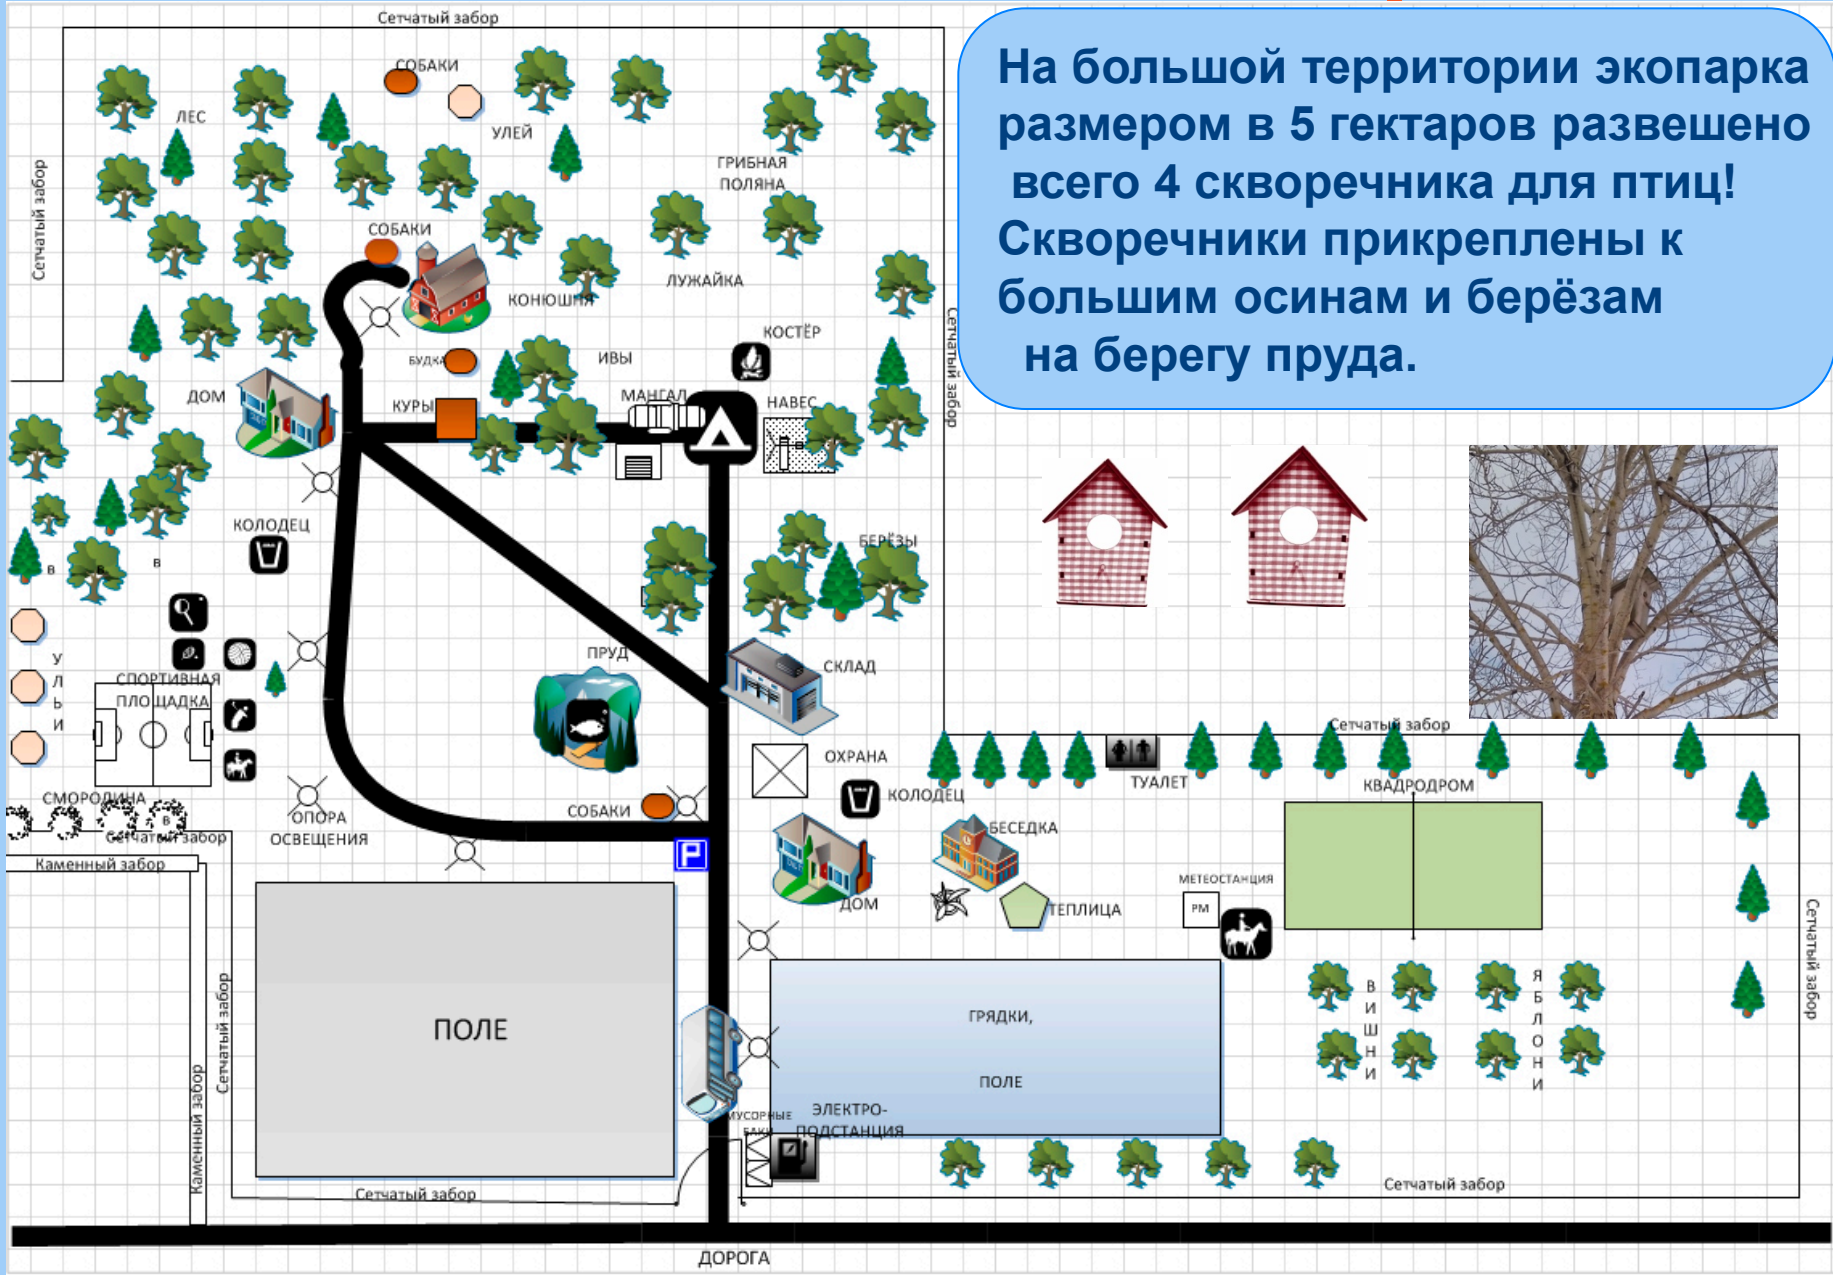 Сетчатый забор
На большой территории экопарка
размером в 5 гектаров развешено
всего 4 скворечника для птиц!
Скворечники прикреплены к
большим осинам и берёзам
на берегу пруда.
СОБАКИ
ЛЕС
УЛЕЙ
ГРИБНАЯ
ПОЛЯНА
Сетчатый забор
СОБАКИ
ЛУЖАЙКА
КОНЮШНЯ
КОСТЁР
Сетчатый забор
БУДКА
ИВЫ
ДОМ
КУРЫ
МАНГАЛ
НАВЕС
КОЛОДЕЦ
БЕРЁЗЫ
В
В
В
УЛЬИ
ПРУД
СКЛАД
СПОРТИВНАЯ
ПЛОЩАДКА
Сетчатый забор
ОХРАНА
ТУАЛЕТ
КВАДРОДРОМ
КОЛОДЕЦ
СМОРОДИНА
В
ОПОРА
ОСВЕЩЕНИЯ
СОБАКИ
Сетчатый забор
БЕСЕДКА
Каменный забор
P
МЕТЕОСТАНЦИЯ
РМ
ДОМ
ТЕПЛИЦА
Сетчатый забор
Сетчатый забор
Каменный забор
ПОЛЕ
ГРЯДКИ,
ПОЛЕ
ВИШНИ
ЯБЛОНИ
МУСОРНЫЕ
БАКИ
ЭЛЕКТРО-
ПОДСТАНЦИЯ
Сетчатый забор
Сетчатый забор
ДОРОГА